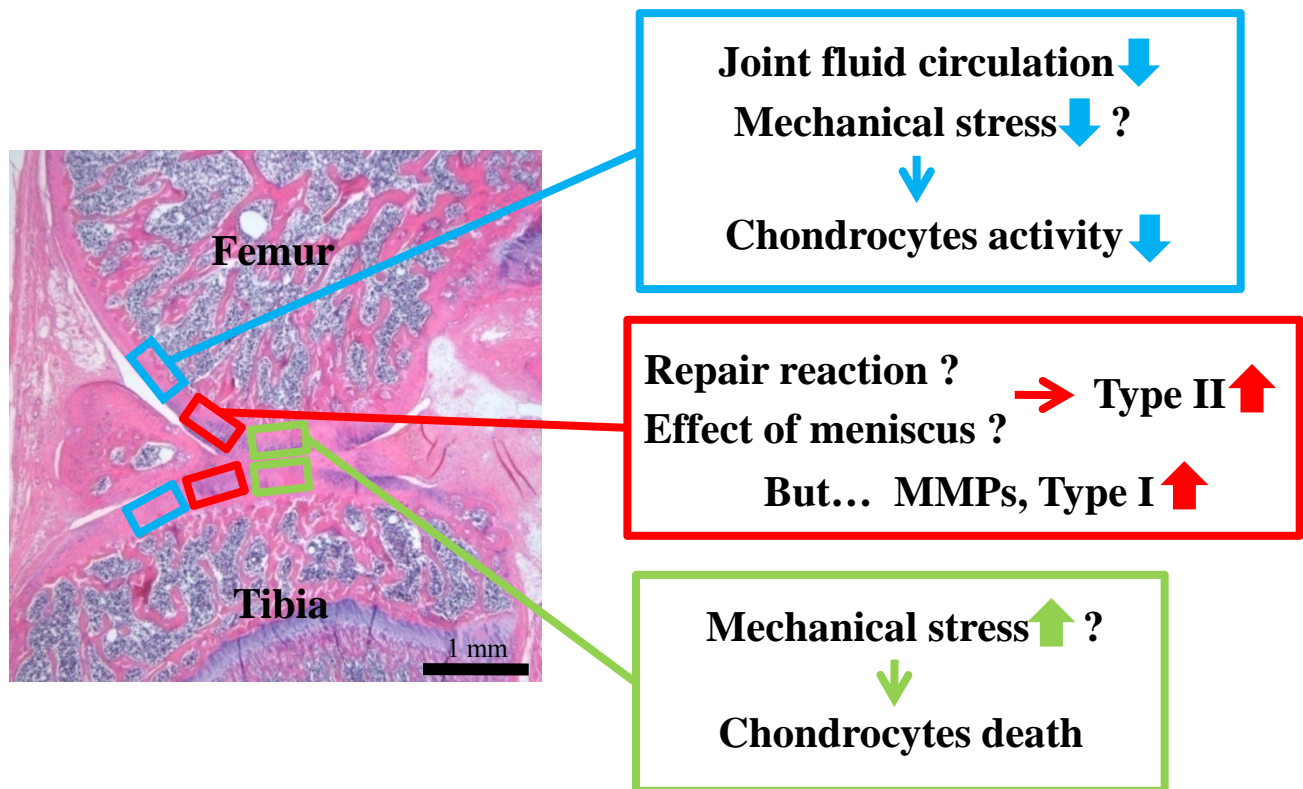 Joint fluid circulation
Mechanical stress ?
Chondrocytes activity
Femur
Repair reaction ?
Effect of meniscus ?
Type II
But… MMPs, Type I
Tibia
1 mm
Mechanical stress ?
Chondrocytes death